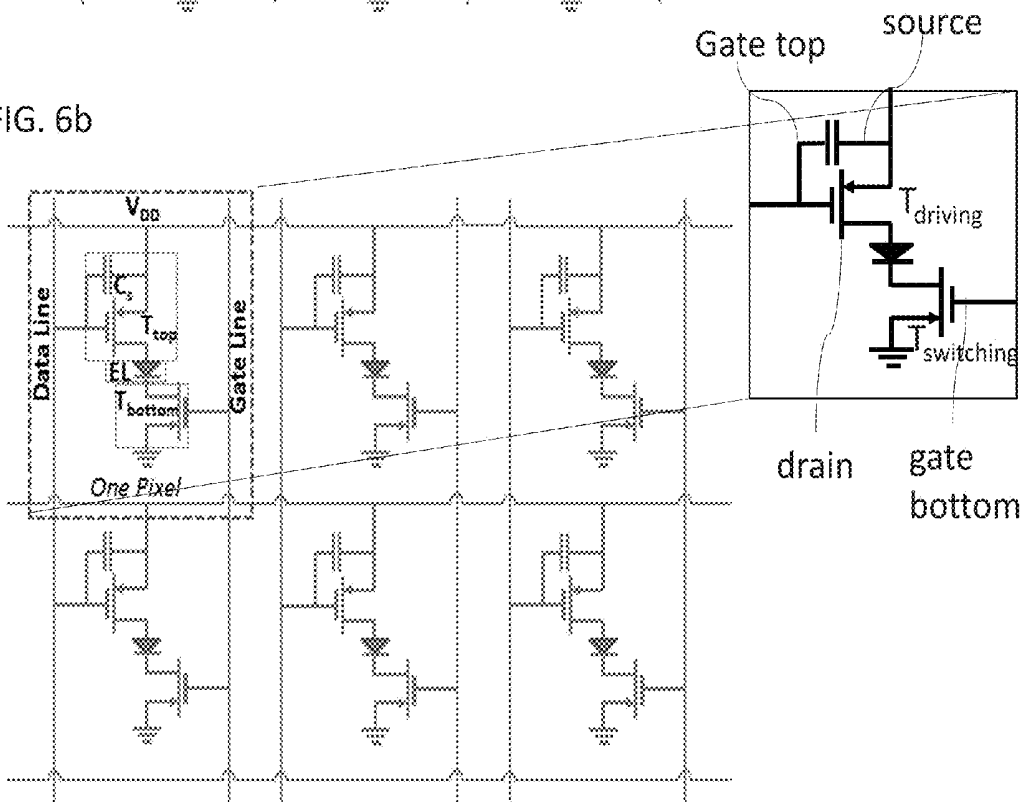 source
Gate top
FIG. 6b
V_DD
C_s
T_top
EL
T_bottom
Data Line
Gate Line
One Pixel
T_driving
T_switching
drain
gate
bottom